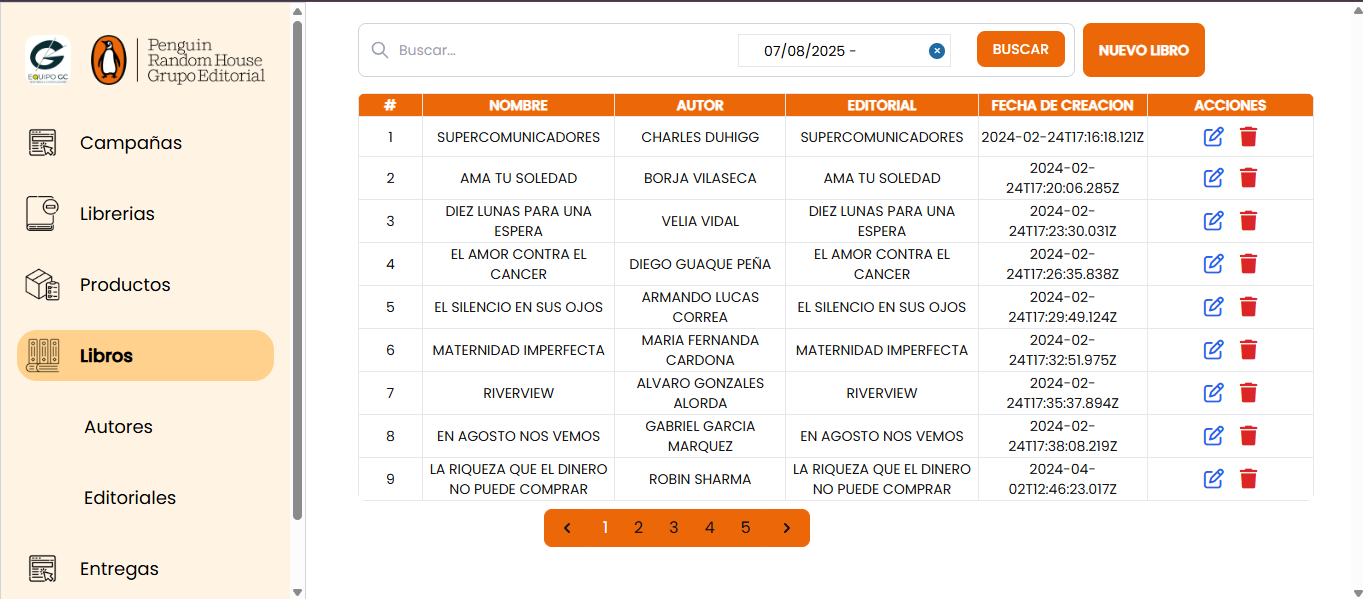 EQUIPO GC
Penguin
Random House
Grupo Editorial
Campañas
Librerias
Productos
Libros
Autores
Editoriales
Entregas
Buscar...
07/08/2025 -
BUSCAR
NUEVO LIBRO
# NOMBRE AUTOR EDITORIAL FECHA DE CREACION ACCIONES
1 SUPERCOMUNICADORES CHARLES DUHIGG SUPERCOMUNICADORES 2024-02-24T17:16:18.121Z
2 AMA TU SOLEDAD BORJA VILASECA AMA TU SOLEDAD 2024-02-
24T17:20:06.285Z
3 DIEZ LUNAS PARA UNA
ESPERA VELIA VIDAL DIEZ LUNAS PARA UNA
ESPERA 2024-02-
24T17:23:30.031Z
4 EL AMOR CONTRA EL
CANCER DIEGO GUAQUE PEÑA EL AMOR CONTRA EL
CANCER 2024-02-
24T17:26:35.838Z
5 EL SILENCIO EN SUS OJOS ARMANDO LUCAS
CORREA EL SILENCIO EN SUS OJOS 2024-02-
24T17:29:49.124Z
6 MATERNIDAD IMPERFECTA MARIA FERNANDA
CARDONA MATERNIDAD IMPERFECTA 2024-02-
24T17:32:51.975Z
7 RIVERVIEW ALVARO GONZALES
ALORDA RIVERVIEW 2024-02-
24T17:35:37.894Z
8 EN AGOSTO NOS VEMOS GABRIEL GARCIA
MARQUEZ EN AGOSTO NOS VEMOS 2024-02-
24T17:38:08.219Z
9 LA RIQUEZA QUE EL DINERO
NO PUEDE COMPRAR ROBIN SHARMA LA RIQUEZA QUE EL DINERO
NO PUEDE COMPRAR 2024-04-
02T12:46:23.017Z
1 2 3 4 5